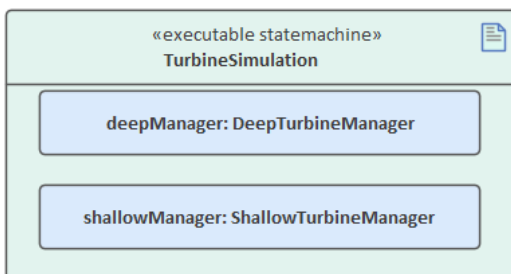 «executable statemachine»
TurbineSimulation
deepManager: DeepTurbineManager
shallowManager: ShallowTurbineManager